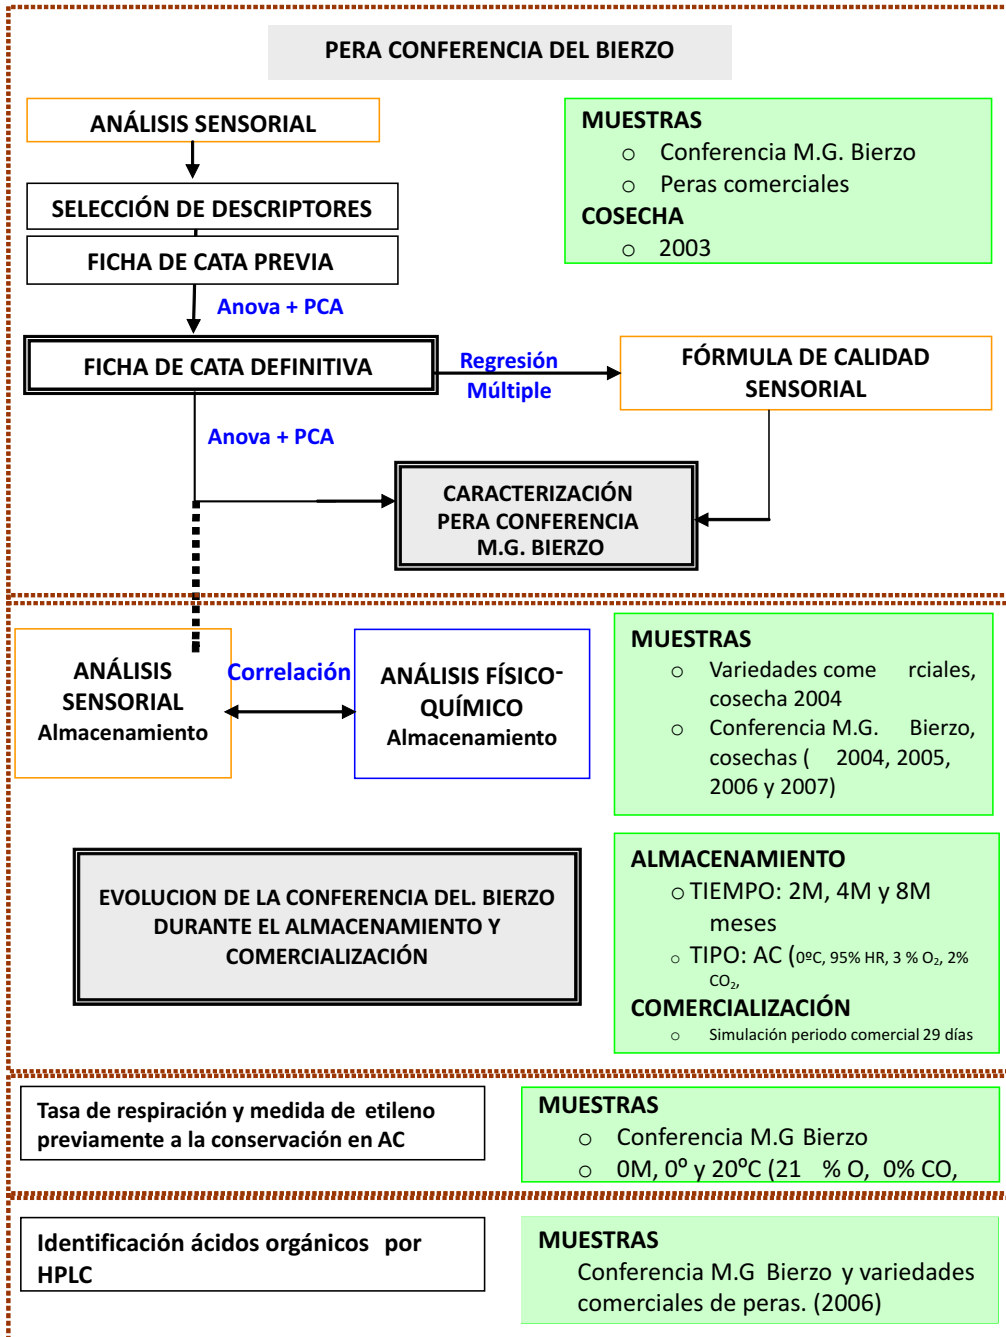 PERA CONFERENCIA DEL BIERZO
ANÁLISIS SENSORIAL
MUESTRAS
o Conferencia M.G. Bierzo
o Peras comerciales
COSECHA
o 2003
SELECCIÓN DE DESCRIPTORES
FICHA DE CATA PREVIA
Anova + PCA
FICHA DE CATA DEFINITIVA
Regresión
Múltiple
FÓRMULA DE CALIDAD
SENSORIAL
Anova + PCA
CARACTERIZACIÓN
PERA CONFERENCIA
M.G. BIERZO
ANÁLISIS
SENSORIAL
Almacenamiento
Correlación
ANÁLISIS FÍSICO-
QUÍMICO
Almacenamiento
MUESTRAS
o Variedades come rciales,
cosecha 2004
o Conferencia M.G. Bierzo,
cosechas ( 2004, 2005,
2006 y 2007)
EVOLUCION DE LA CONFERENCIA DEL. BIERZO
DURANTE EL ALMACENAMIENTO Y
COMERCIALIZACIÓN
ALMACENAMIENTO
o TIEMPO: 2M, 4M y 8M
meses
o TIPO: AC (0ºC, 95% HR, 3 % O₂, 2%
CO₂,
COMERCIALIZACIÓN
o Simulación periodo comercial 29 días
Tasa de respiración y medida de etileno
previamente a la conservación en AC
MUESTRAS
o Conferencia M.G Bierzo
o 0M, 0º y 20ºC (21 % O, 0% CO,
Identificación ácidos orgánicos por
HPLC
MUESTRAS
Conferencia M.G Bierzo y variedades
comerciales de peras. (2006)